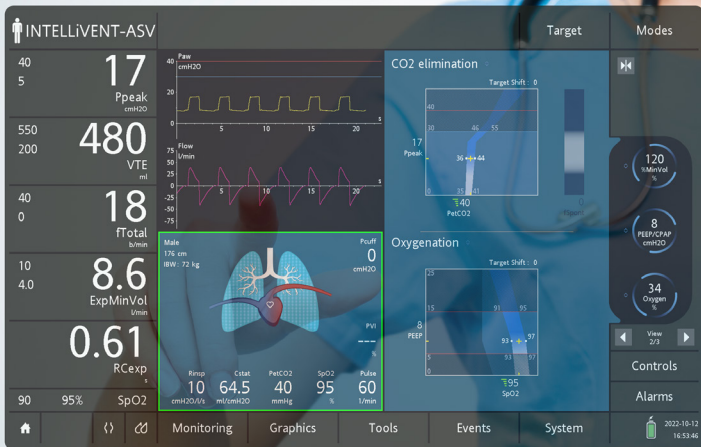 INTELLiVENT-ASV
Target
Modes
40
5
17
Ppeak
cmH2O
550
200
480
VTE
ml
40
0
18
fTotal
b/min
10
4.0
8.6
ExpMinVol
l/min
0.61
RCexp
s
90
95%
SpO2
Paw
cmH2O
40
20
0
5
10
15
20
s
Flow
l/min
75
50
25
0
-25
-50
-75
5
10
15
20
s
Male
176 cm
IBW: 72 kg
Pcuff
0
cmH2O
PVI
---
%
Rinsp
10
cmH2O/l/s
Cstat
64.5
ml/cmH2O
PetCO2
40
mmHg
SpO2
95
%
Pulse
60
1/min
CO2 elimination
Target Shift : 0
40
30
46
55
17
Ppeak
36
44
0
35
41
40
PetCO2
Oxygenation
Target Shift : 0
25
15
91
95
8
PEEP
93
97
5
93
97
0
95
SpO2
120
%MinVol
%
8
PEEP/CPAP
cmH2O
34
Oxygen
%
View
2/3
Controls
Alarms
Monitoring
Graphics
Tools
Events
System
2022-10-12
16:53:46